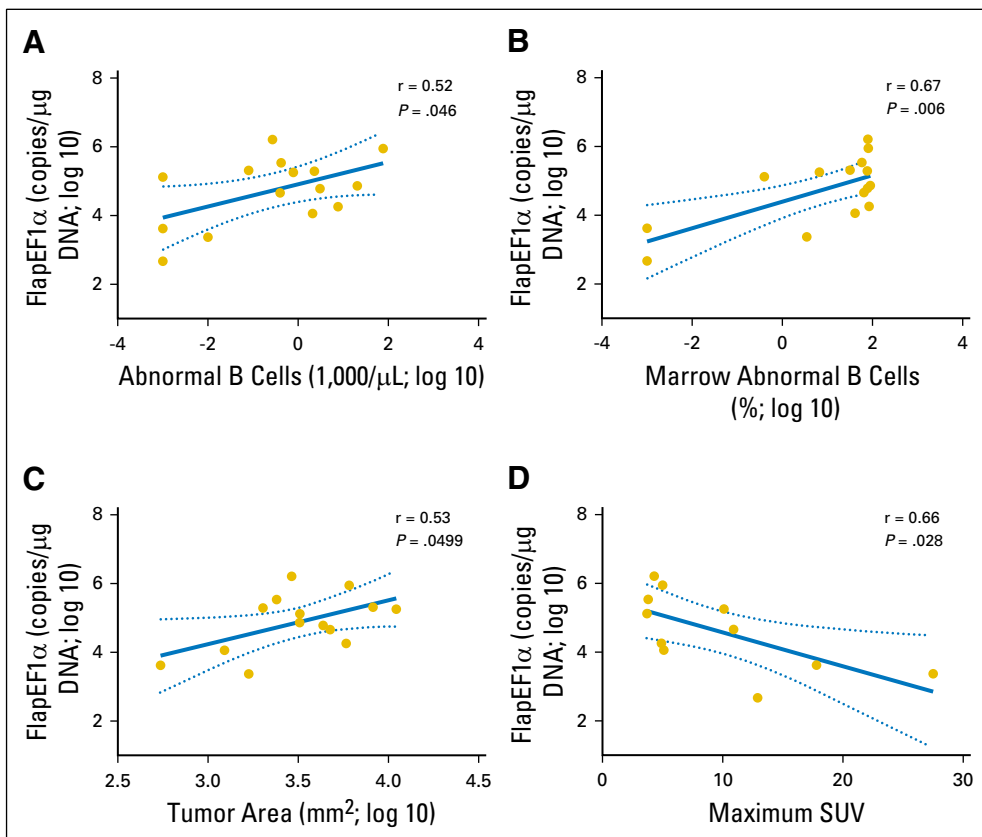 A
FlapEF1α (copies/μg
DNA; log 10)
8
6
4
2
r = 0.52
P = .046
-4
-2
0
2
4
Abnormal B Cells (1,000/μL; log 10)
B
FlapEF1α (copies/μg
DNA; log 10)
8
6
4
2
r = 0.67
P = .006
-4
-2
0
2
4
Marrow Abnormal B Cells
(%; log 10)
C
FlapEF1α (copies/μg
DNA; log 10)
8
6
4
2
r = 0.53
P = .0499
2.5
3.0
3.5
4.0
4.5
Tumor Area (mm²; log 10)
D
FlapEF1α (copies/μg
DNA; log 10)
8
6
4
2
r = 0.66
P = .028
0
10
20
30
Maximum SUV